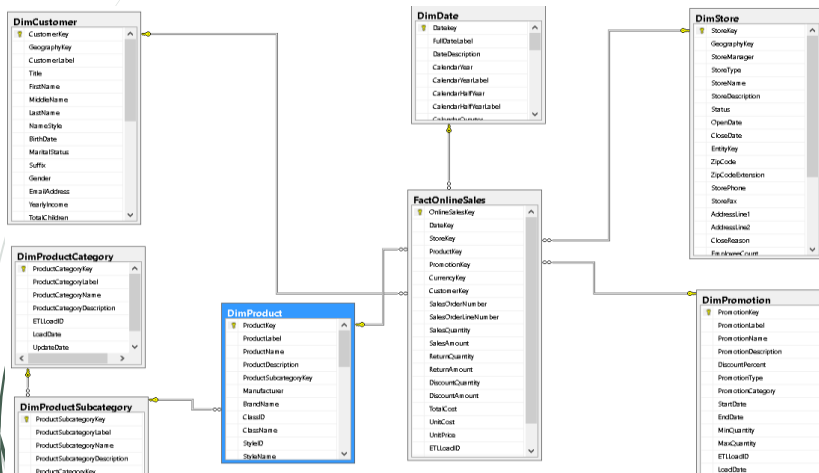 DimCustomer
CustomerKey
GeographyKey
CustomerLabel
Title
FirstName
MiddleName
LastName
NameStyle
BirthDate
MaritalStatus
Suffix
Gender
EmailAddress
YearlyIncome
TotalChildren
DimDate
Datekey
FullDateLabel
DateDescription
CalendarYear
CalendarYearLabel
CalendarHalfYear
CalendarHalfYearLabel
CalendarQuarter
DimStore
StoreKey
GeographyKey
StoreManager
StoreType
StoreName
StoreDescription
Status
OpenDate
CloseDate
EntityKey
ZipCode
ZipCodeExtension
StorePhone
StoreFax
AddressLine1
AddressLine2
CloseReason
EmployeeCount
FactOnlineSales
OnlineSalesKey
DateKey
StoreKey
ProductKey
PromotionKey
CurrencyKey
CustomerKey
SalesOrderNumber
SalesOrderLineNumber
SalesQuantity
SalesAmount
ReturnQuantity
ReturnAmount
DiscountQuantity
DiscountAmount
TotalCost
UnitCost
UnitPrice
ETLLoadID
DimProductCategory
ProductCategoryKey
ProductCategoryLabel
ProductCategoryName
ProductCategoryDescription
ETLLoadID
LoadDate
UpdateDate
DimProduct
ProductKey
ProductLabel
ProductName
ProductDescription
ProductSubcategoryKey
Manufacturer
BrandName
ClassID
ClassName
StyleID
StyleName
DimPromotion
PromotionKey
PromotionLabel
PromotionName
PromotionDescription
DiscountPercent
PromotionType
PromotionCategory
StartDate
EndDate
MinQuantity
MaxQuantity
ETLLoadID
LoadDate
DimProductSubcategory
ProductSubcategoryKey
ProductSubcategoryLabel
ProductSubcategoryName
ProductSubcategoryDescription
ProductCategoryKey